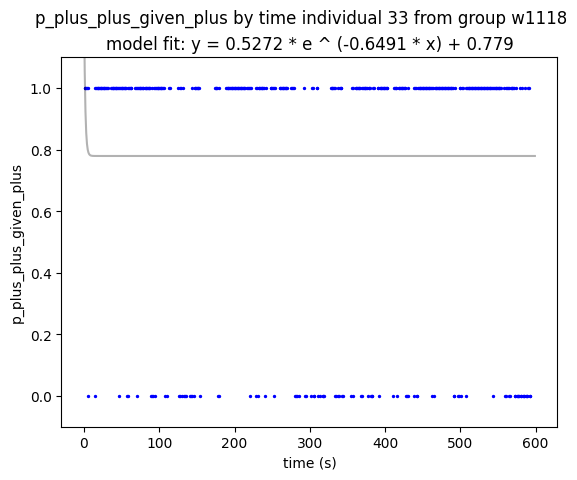 p_plus_plus_given_plus by time individual 33 from group w1118
model fit: y = 0.5272 * e ^ (-0.6491 * x) + 0.779
1.0
0.8
0.6
0.4
0.2
0.0
p_plus_plus_given_plus
0 100 200 300 400 500 600
time (s)